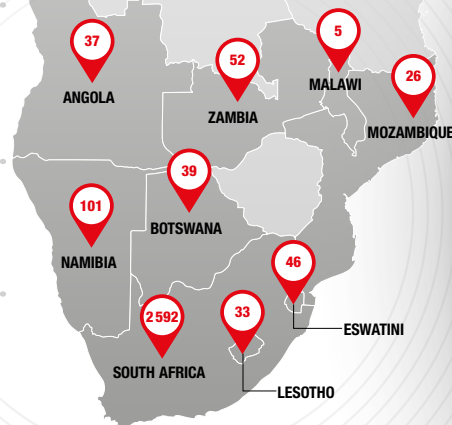 5
37
52
MALAWI
26
ANGOLA
ZAMBIA
MOZAMBIQUE
39
101
BOTSWANA
NAMIBIA
46
2 592
33
ESWATINI
SOUTH AFRICA
LESOTHO